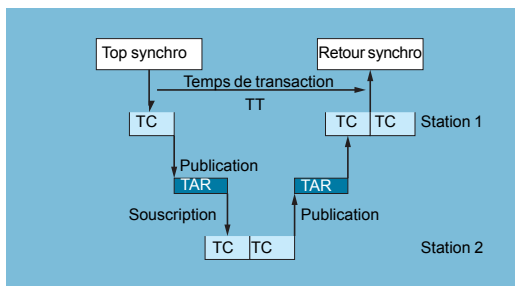 Top synchro
Retour synchro
Temps de transaction
TT
TC
TC TC Station 1
Publication
TAR
TAR
Souscription
Publication
TC TC
Station 2